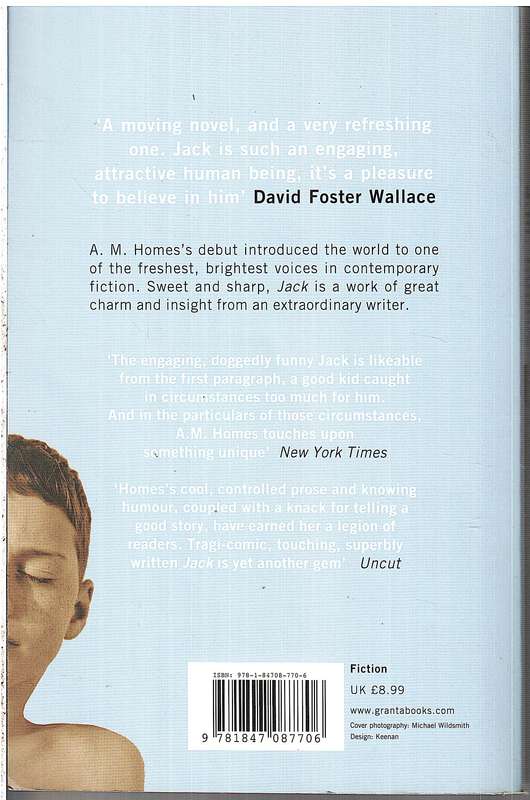 ‘A moving novel, and a very refreshing
one. Jack is such an engaging,
attractive human being, it's a pleasure
to believe in him’ David Foster Wallace
A. M. Homes's debut introduced the world to one
of the freshest, brightest voices in contemporary
fiction. Sweet and sharp, Jack is a work of great
charm and insight from an extraordinary writer.
‘The engaging, doggedly funny Jack is likeable
from the first paragraph, a good kid caught
in circumstances too much for him.
And in the particulars of those circumstances,
A.M. Homes touches upon
something unique’ New York Times
‘Homes's cool, controlled prose and knowing
humour, coupled with a knack for telling a
good story, have earned her a legion of
readers. Tragi-comic, touching, superbly
written Jack is yet another gem’ Uncut
ISBN: 978-1-84708-770-6
9 781847 087706
Fiction
UK £8.99
www.grantabooks.com
Cover photography: Michael Wildsmith
Design: Keenan